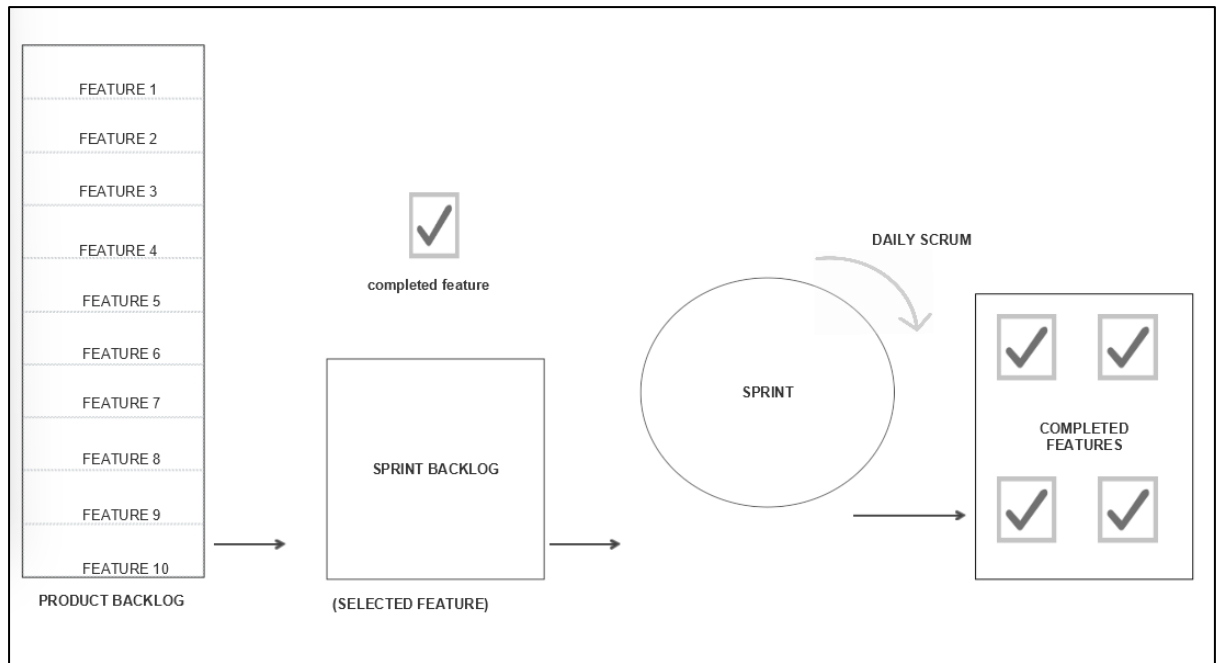 FEATURE 1
FEATURE 2
FEATURE 3
FEATURE 4
FEATURE 5
FEATURE 6
FEATURE 7
FEATURE 8
FEATURE 9
FEATURE 10
PRODUCT BACKLOG
completed feature
SPRINT BACKLOG
(SELECTED FEATURE)
DAILY SCRUM
SPRINT
COMPLETED
FEATURES